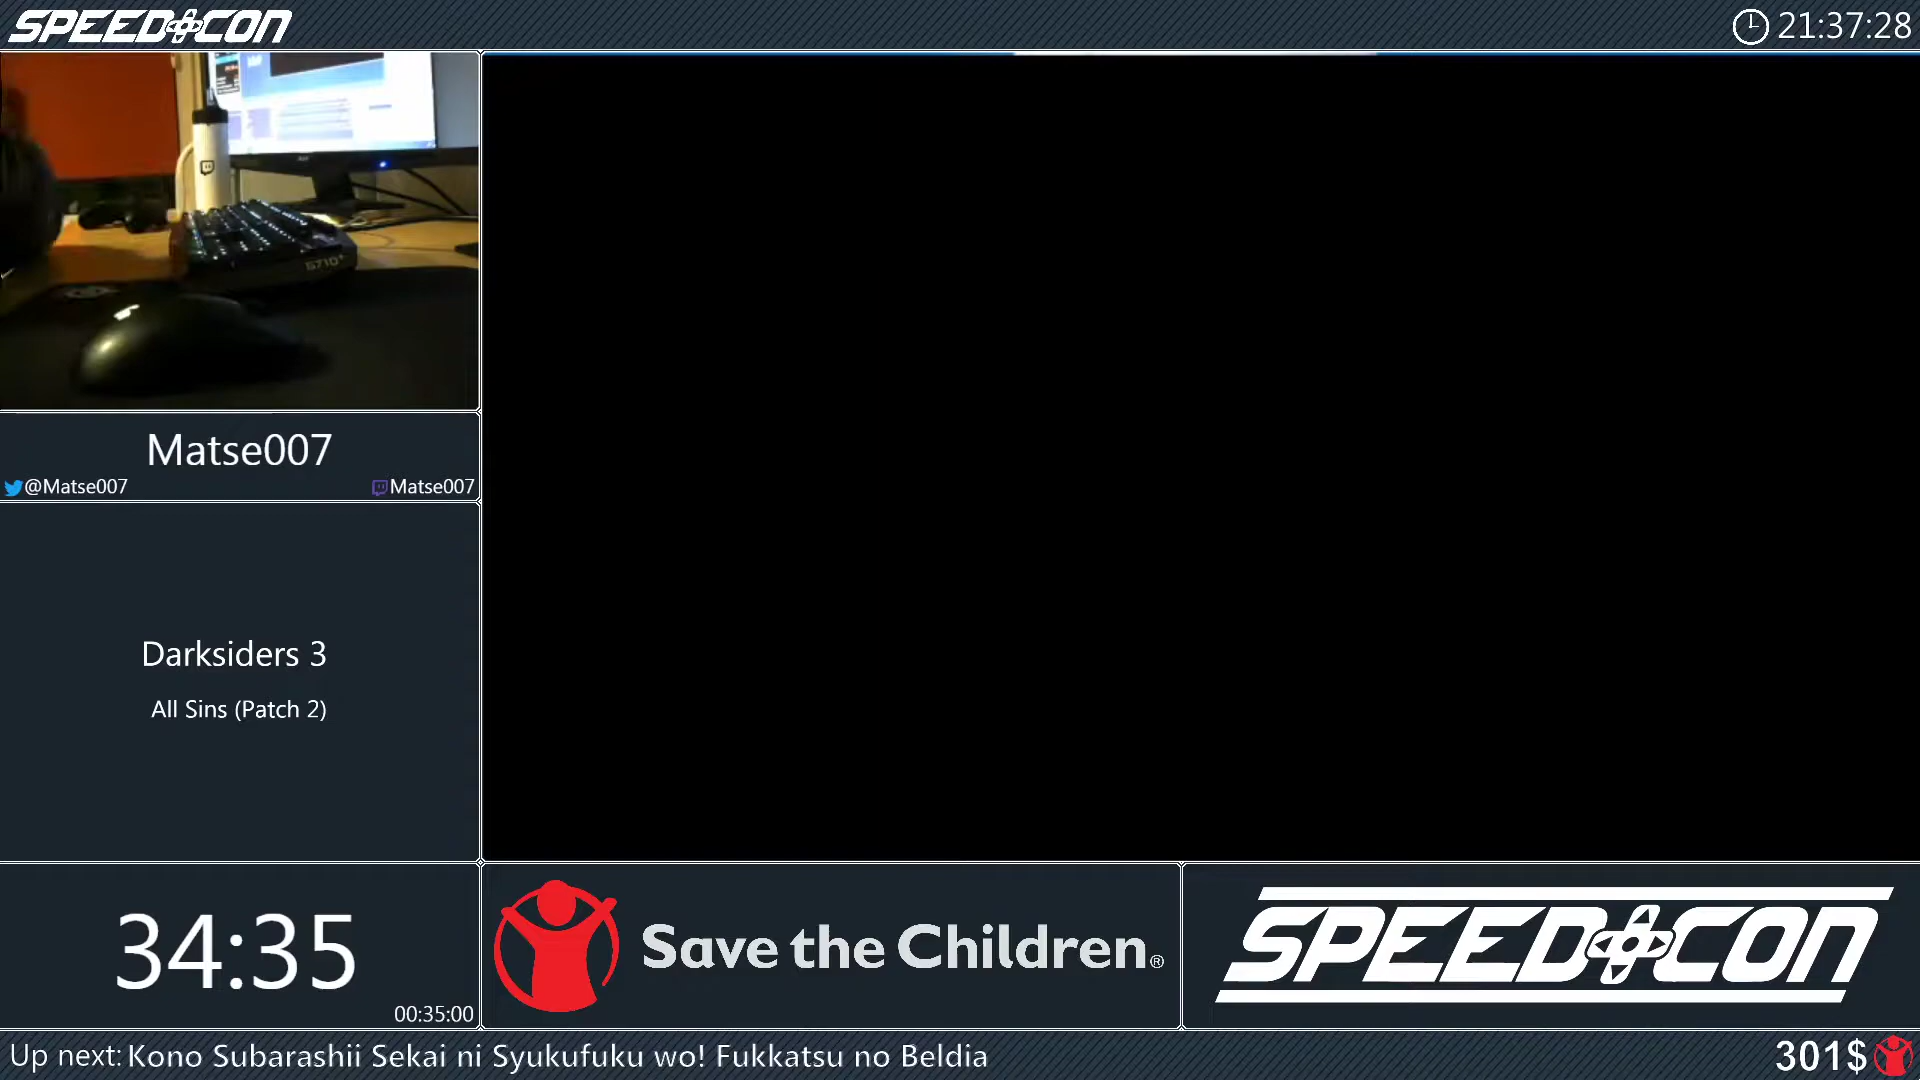 SPEEDCON
21:37:28
G710+
Matse007
@Matse007
Matse007
Darksiders 3
All Sins (Patch 2)
34:35
00:35:00
Save the Children®
SPEEDCON
Up next: Kono Subarashii Sekai ni Syukufuku wo! Fukkatsu no Beldia
301$